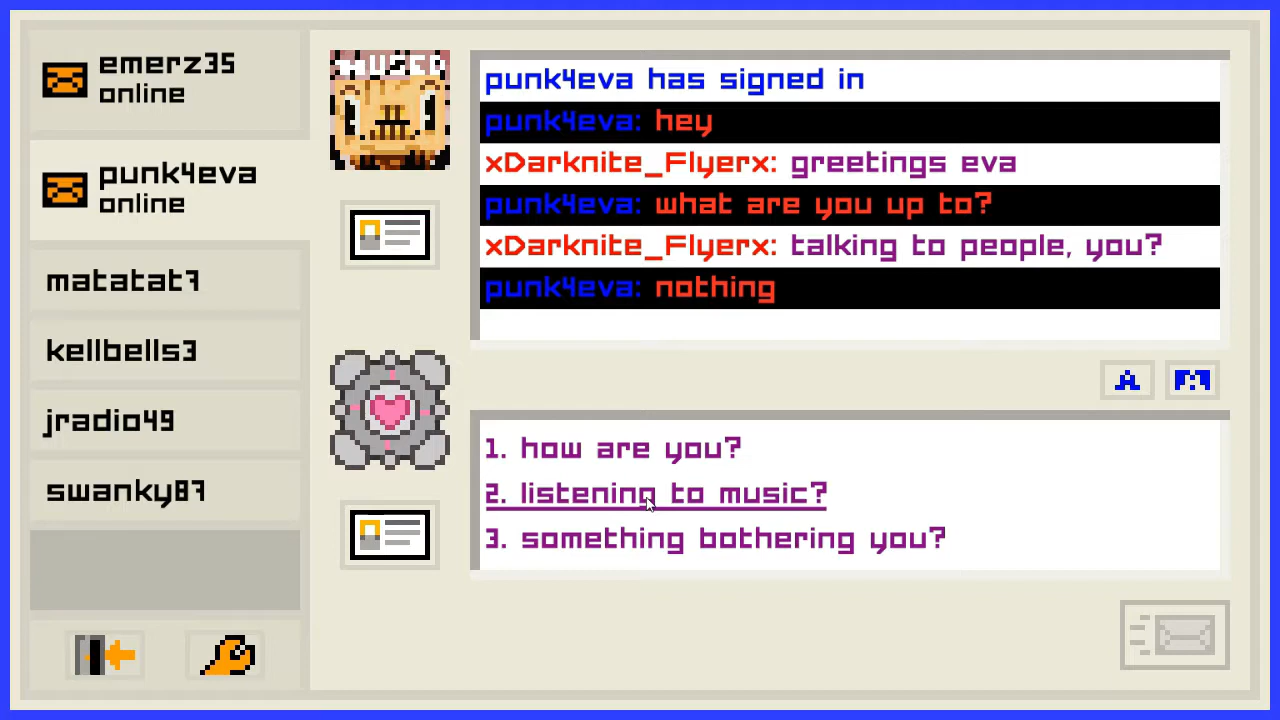 emerz35
online
punk4eva
online
matatat7
kellbells3
jradio49
swanky87
punk4eva has signed in
punk4eva: hey
xDarknite_Flyerx: greetings eva
punk4eva: what are you up to?
xDarknite_Flyerx: talking to people, you?
punk4eva: nothing
A
1. how are you?
2. listening to music?
3. something bothering you?